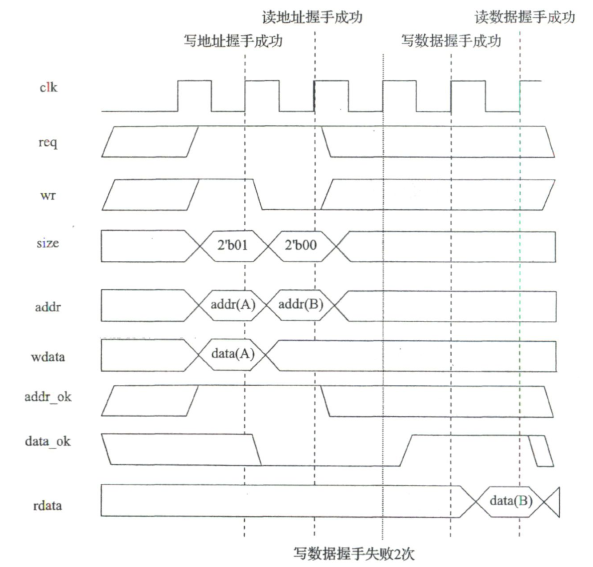 读地址握手成功
读数据握手成功
写地址握手成功
写数据握手成功
clk
req
wr
size
2'b01
2'b00
addr
addr(A)
addr(B)
wdata
data(A)
addr_ok
data_ok
rdata
data(B)
写数据握手失败2次